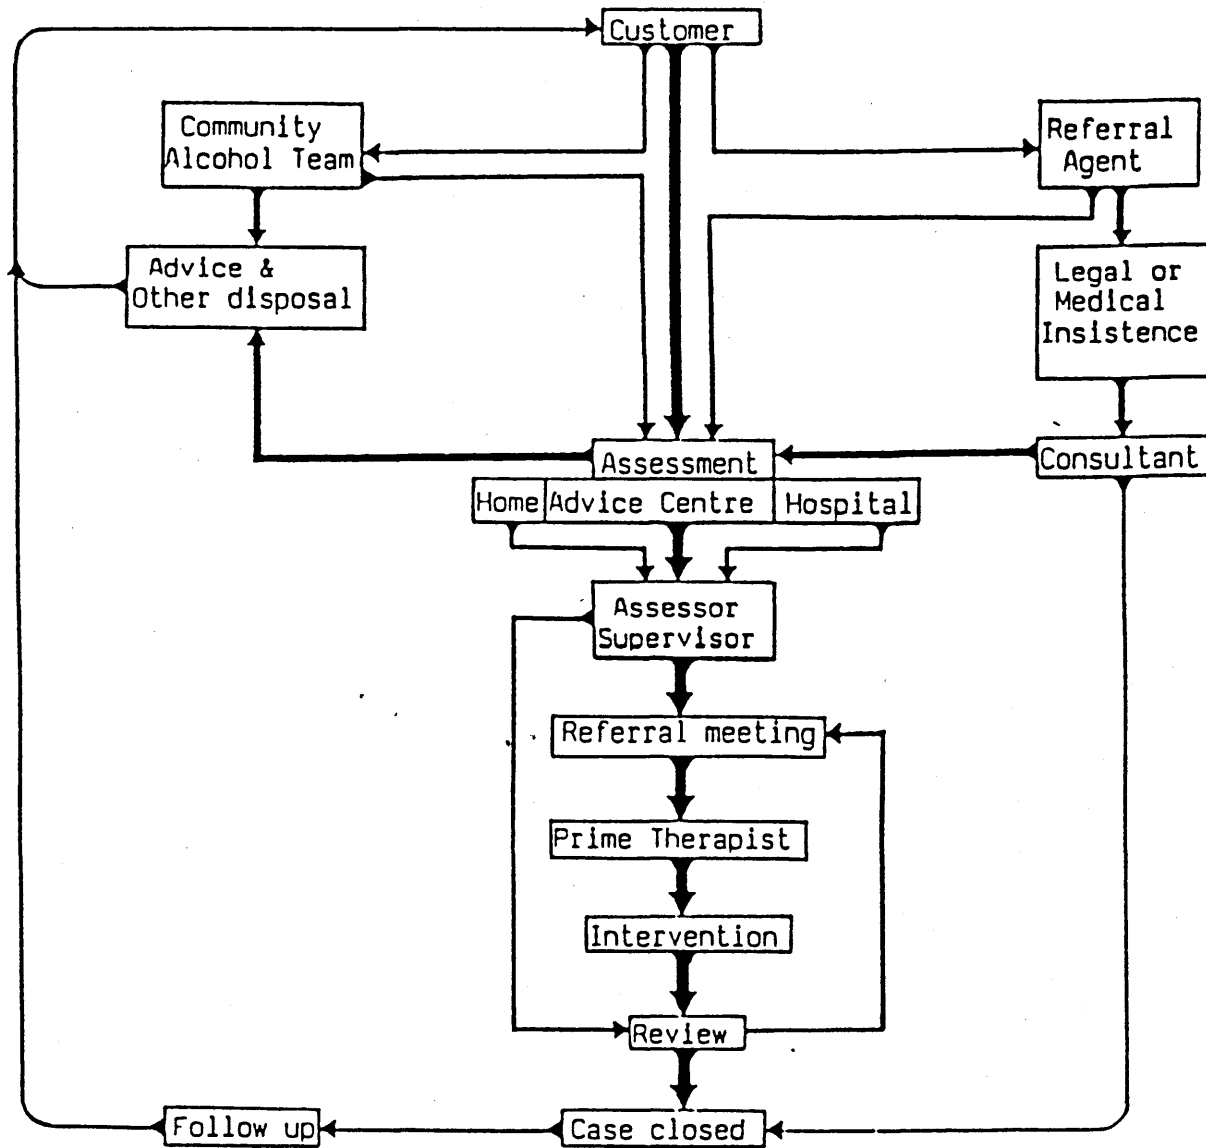 Customer
Community
Alcohol Team
Referral
Agent
Advice &
Other disposal
Legal or
Medical
Insistence
Assessment
Consultant
Home
Advice Centre
Hospital
Assessor
Supervisor
Referral meeting
Prime Therapist
Intervention
Review
Follow up
Case closed